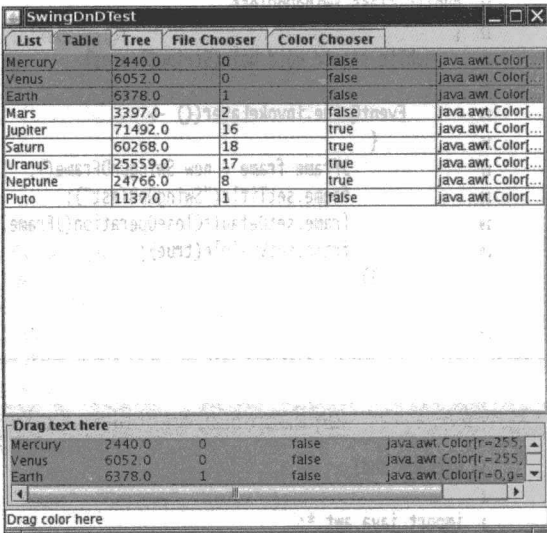 SwingDnDTest
List Table Tree File Chooser Color Chooser
Mercury 2440.0 0 false java.awt.Color[...
Venus 6052.0 0 false java.awt.Color[...
Earth 6378.0 1 false java.awt.Color[...
Mars 3397.0 2 false java.awt.Color[...
Jupiter 71492.0 16 true java.awt.Color[...
Saturn 60268.0 18 true java.awt.Color[...
Uranus 25559.0 17 true java.awt.Color[...
Neptune 24766.0 8 true java.awt.Color[...
Pluto 1137.0 1 false java.awt.Color[...
Drag text here
Mercury 2440.0 0 false java.awt.Color[r=255,
Venus 6052.0 0 false java.awt.Color[r=255,
Earth 6378.0 1 false java.awt.Color[r=0,g=
Drag color here